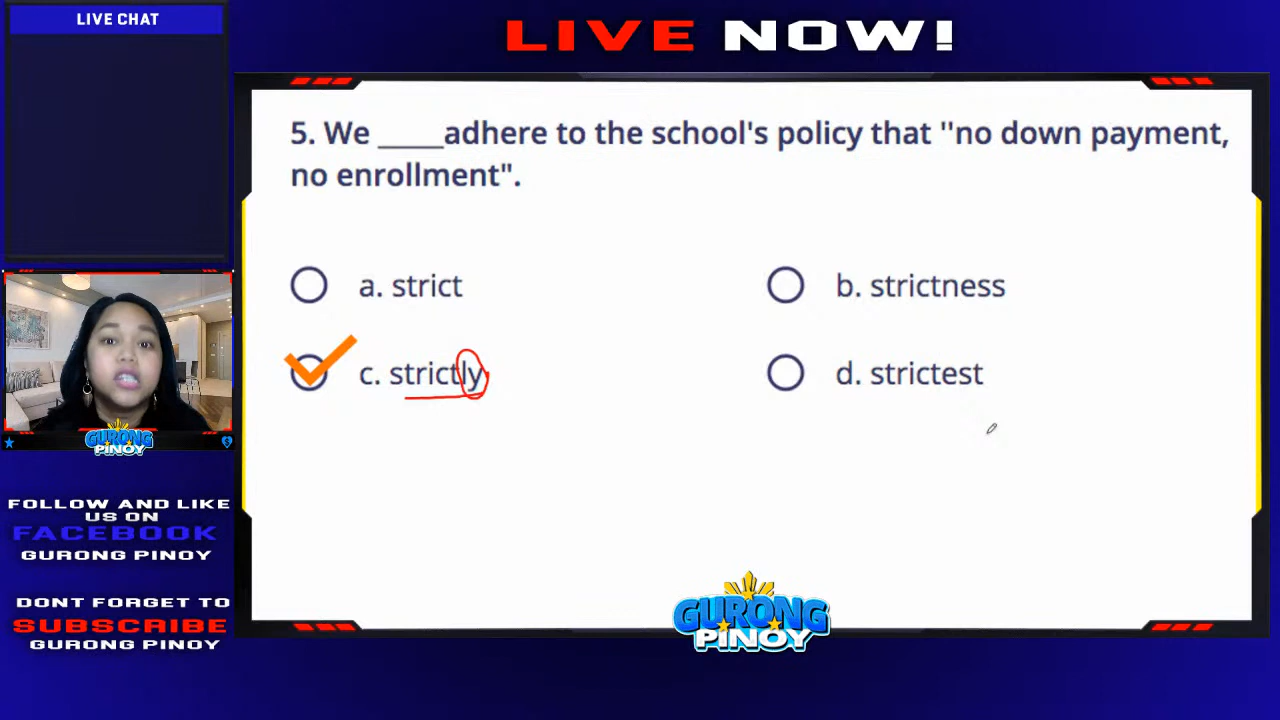 LIVE CHAT
LIVE NOW!
5. We ____adhere to the school's policy that ''no down payment,
no enrollment".
a. strict
b. strictness
c. strictly
d. strictest
GURONG
PINOY
FOLLOW AND LIKE
US ON
FACEBOOK
GURONG PINOY
DONT FORGET TO
SUBSCRIBE
GURONG PINOY
GURONG
PINOY